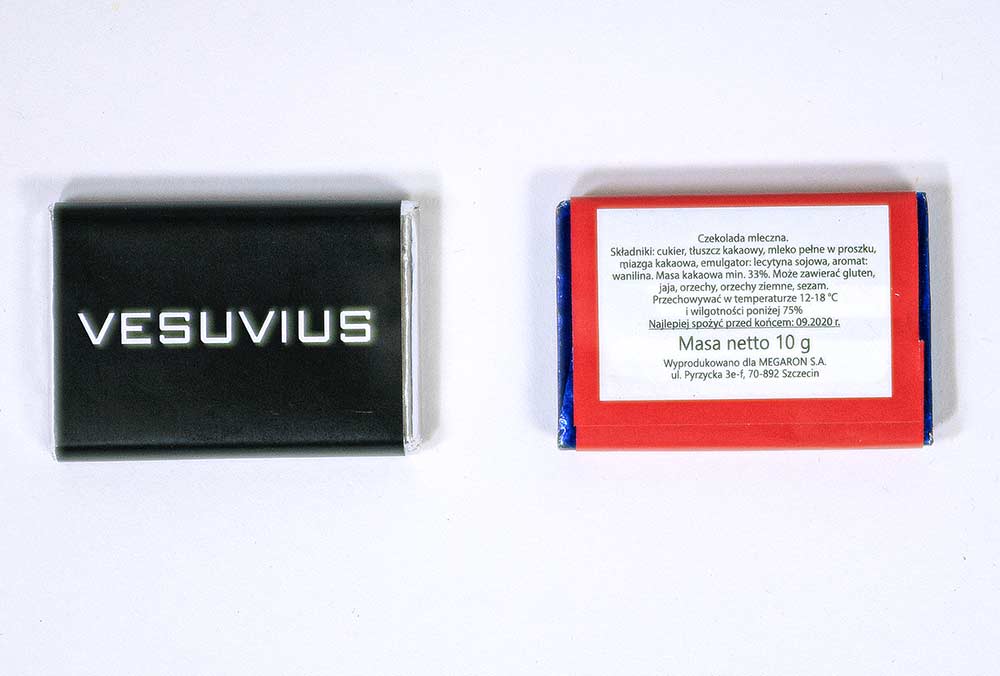 VESUVIUS
Czekolada mleczna.
Składniki: cukier, tłuszcz kakaowy, mleko pełne w proszku,
miazga kakaowa, emulgator: lecytyna sojowa, aromat:
wanilina. Masa kakaowa min. 33%. Może zawierać gluten,
jaja, orzechy, orzechy ziemne, sezam.
Przechowywać w temperaturze 12-18 °C
i wilgotności poniżej 75%
Najlepiej spożyć przed końcem: 09.2020 r.
Masa netto 10 g
Wyprodukowano dla MEGARON S.A.
ul. Pyrzycka 3e-f, 70-892 Szczecin